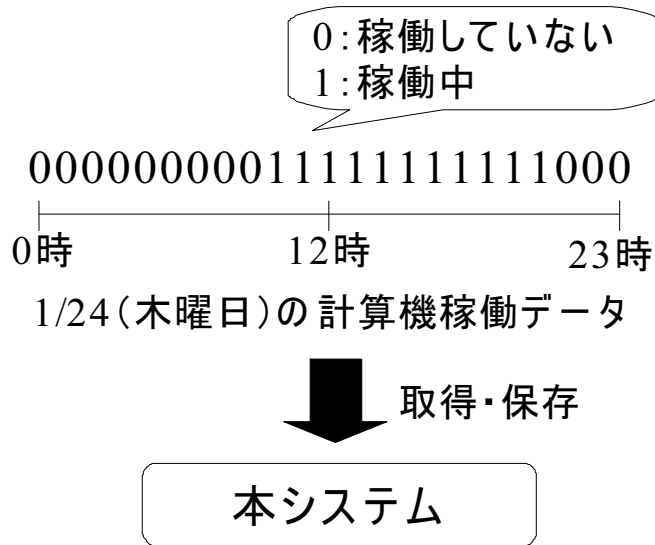 0:稼働していない
1:稼働中
000000000011111111111000
0時 12時 23時
1/24(木曜日)の計算機稼働データ
取得・保存
本システム